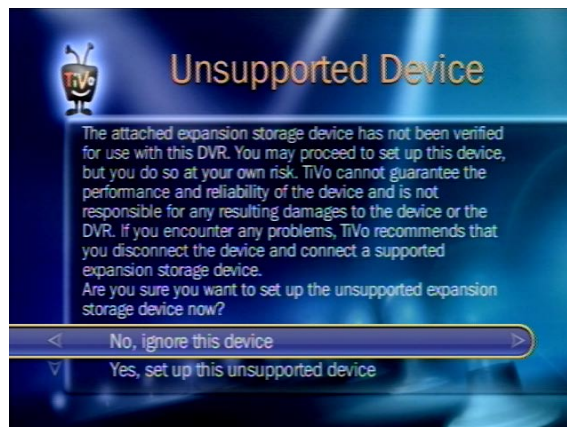 Unsupported Device
TiVo
The attached expansion storage device has not been verified
for use with this DVR. You may proceed to set up this device,
but you do so at your own risk. TiVo cannot guarantee the
performance and reliability of the device and is not
responsible for any resulting damages to the device or the
DVR. If you encounter any problems, TiVo recommends that
you disconnect the device and connect a supported
expansion storage device.
Are you sure you want to set up the unsupported expansion
storage device now?
No, ignore this device
Yes, set up this unsupported device